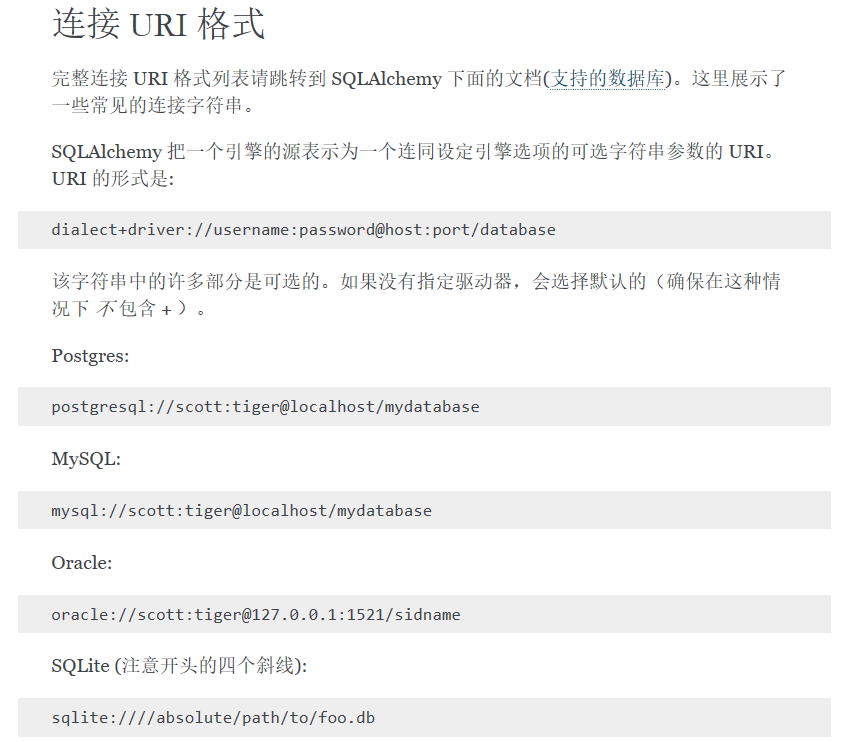 连接 URI 格式
完整连接 URI 格式列表请跳转到 SQLAlchemy 下面的文档(支持的数据库)。这里展示了
一些常见的连接字符串。
SQLAlchemy 把一个引擎的源表示为一个连同设定引擎选项的可选字符串参数的 URI。
URI 的形式是:
dialect+driver://username:password@host:port/database
该字符串中的许多部分是可选的。如果没有指定驱动器，会选择默认的（确保在这种情
况下 不 包含 + ）。
Postgres:
postgresql://scott:tiger@localhost/mydatabase
MySQL:
mysql://scott:tiger@localhost/mydatabase
Oracle:
oracle://scott:tiger@127.0.0.1:1521/sidname
SQLite (注意开头的四个斜线):
sqlite:////absolute/path/to/foo.db